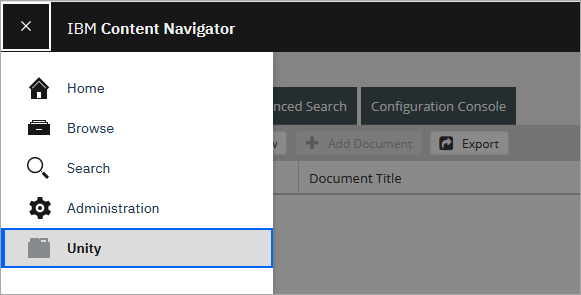 IBM Content Navigator
Home
Browse
Search
Administration
Unity
nced Search
Configuration Console
w
Add Document
Export
Document Title